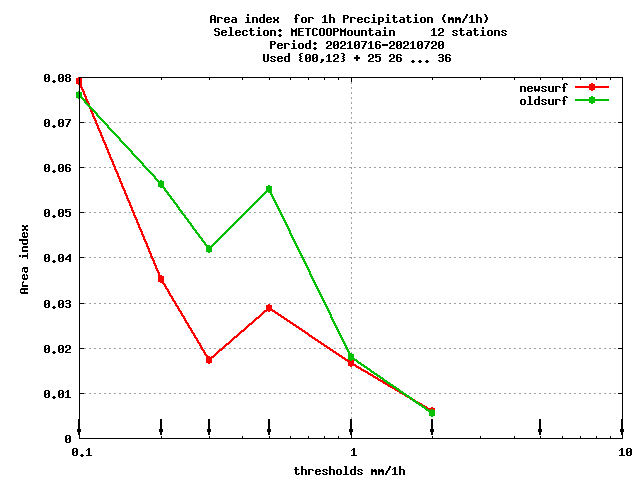 Area index  for 1h Precipitation (mm/1h)
Selection: METCOOPMountain     12 stations
Period: 20210716-20210720
Used {00,12} + 25 26 ... 36
newsurf
oldsurf
0.08
0.07
0.06
0.05
0.04
0.03
0.02
0.01
0
Area index
0.1
1
10
thresholds mm/1h